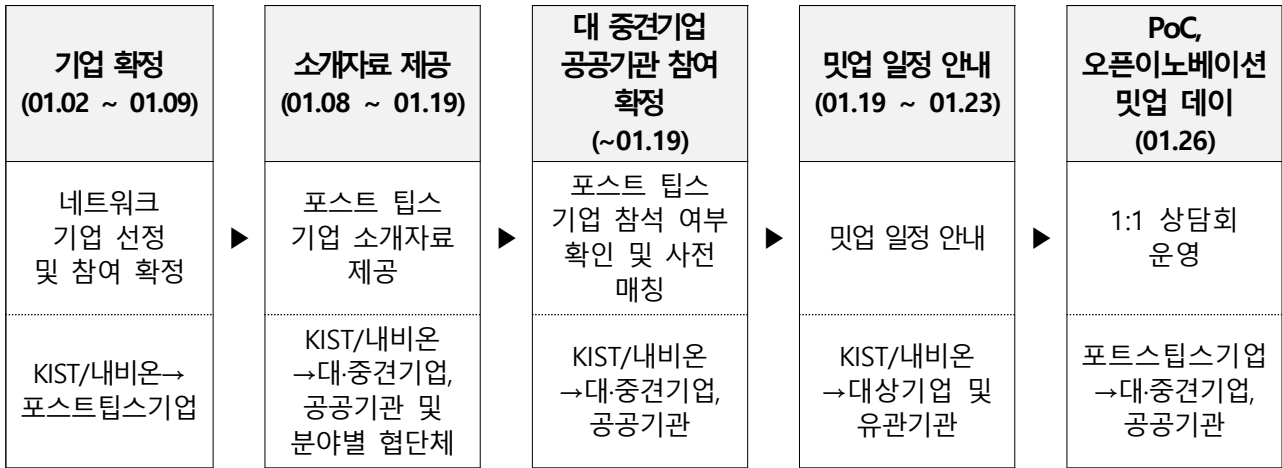 기업 확정
(01.02 ~ 01.09)
네트워크
기업 선정
및 참여 확정
KIST/내비온→
포스트팁스기업
▶
소개자료 제공
(01.08 ~ 01.19)
포스트 팁스
기업 소개자료
제공
KIST/내비온
→대·중견기업,
공공기관 및
분야별 협단체
▶
대 중견기업
공공기관 참여
확정
(~01.19)
포스트 팁스
기업 참석 여부
확인 및 사전
매칭
KIST/내비온
→대·중견기업,
공공기관
▶
밋업 일정 안내
(01.19 ~ 01.23)
밋업 일정 안내
KIST/내비온
→대상기업 및
유관기관
▶
PoC,
오픈이노베이션
밋업 데이
(01.26)
1:1 상담회
운영
포트스팁스기업
→대·중견기업,
공공기관